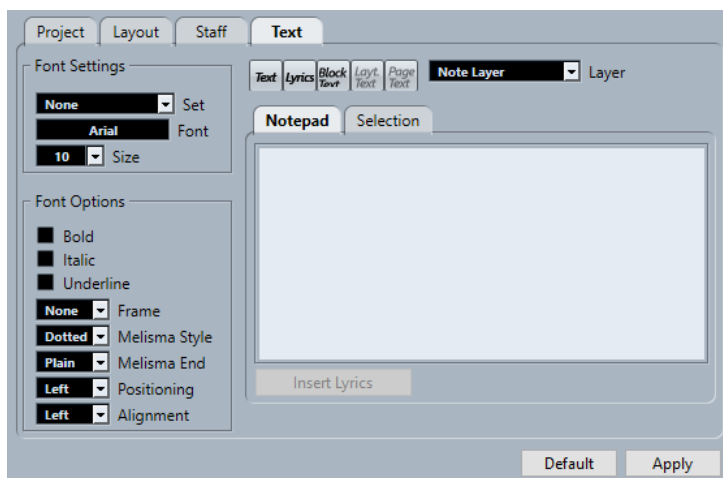 Project Layout Staff Text
Font Settings
None Set
Arial Font
10 Size
Font Options
Bold
Italic
Underline
None Frame
Dotted Melisma Style
Plain Melisma End
Left Positioning
Left Alignment
Text Lyrics Block Text Layt. Text Page Text Note Layer Layer
Notepad Selection
Insert Lyrics
Default Apply